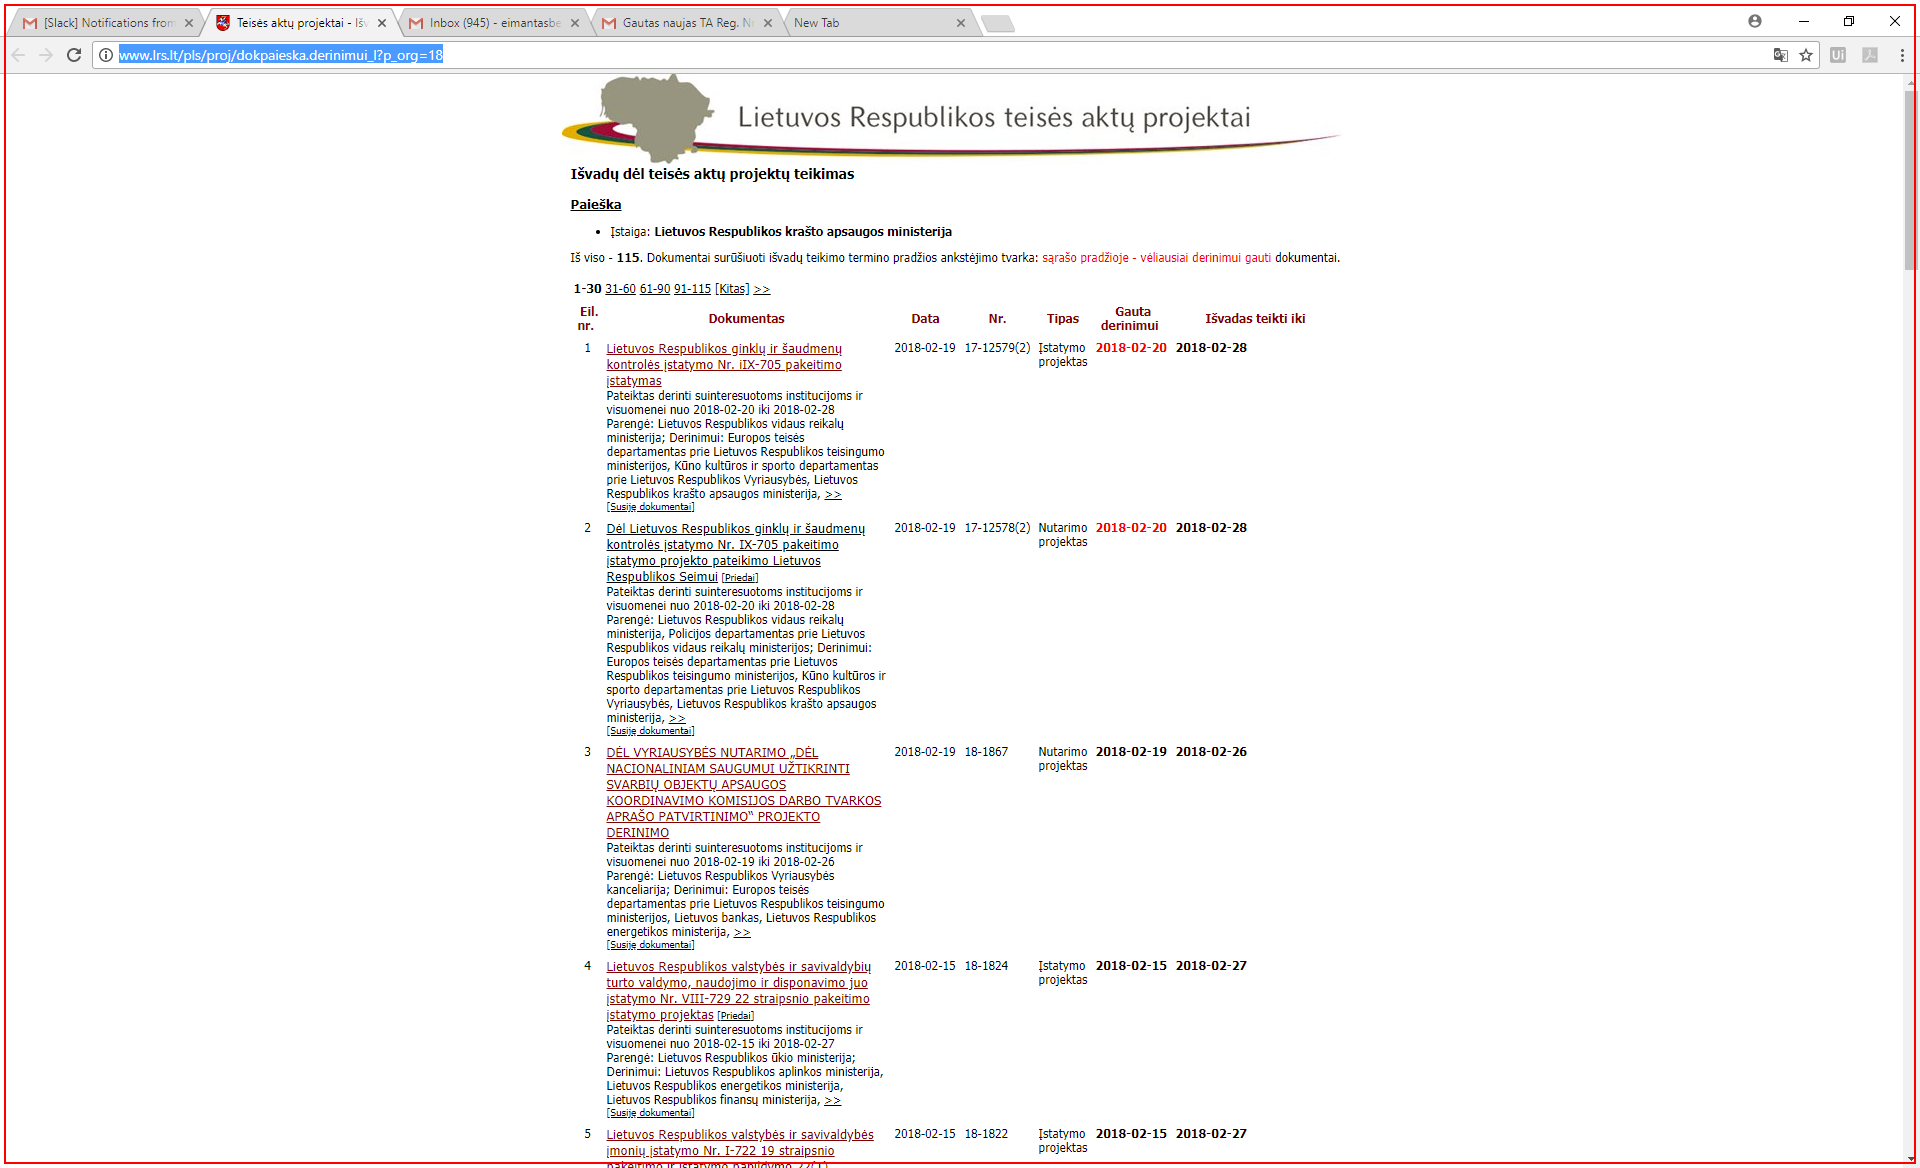 [Slack] Notifications from
Teisės aktų projektai - Išv
Inbox (945) - eimantasbe
Gautas naujas TA Reg. Nr
New Tab
www.lrs.lt/pls/proj/dokpaieska.derinimui_l?p_org=18
Lietuvos Respublikos teisės aktų projektai
Išvadų dėl teisės aktų projektų teikimas
Paieška
• Įstaiga: Lietuvos Respublikos krašto apsaugos ministerija
Iš viso - 115. Dokumentai surūšiuoti išvadų teikimo termino pradžios ankstėjimo tvarka: sąrašo pradžioje - vėliausiai derinimui gauti dokumentai.
1-30 31-60 61-90 91-115 [Kitas] >>
Eil. nr. Dokumentas Data Nr. Tipas Gauta derinimui Išvadas teikti iki
1 Lietuvos Respublikos ginklų ir šaudmenų 2018-02-19 17-12579(2) Įstatymo 2018-02-20 2018-02-28
kontrolės įstatymo Nr. iIX-705 pakeitimo projektas
įstatymas
Pateiktas derinti suinteresuotoms institucijoms ir
visuomenei nuo 2018-02-20 iki 2018-02-28
Parengė: Lietuvos Respublikos vidaus reikalų
ministerija; Derinimui: Europos teisės
departamentas prie Lietuvos Respublikos teisingumo
ministerijos, Kūno kultūros ir sporto departamentas
prie Lietuvos Respublikos Vyriausybės, Lietuvos
Respublikos krašto apsaugos ministerija, >>
[Susiję dokumentai]
2 Dėl Lietuvos Respublikos ginklų ir šaudmenų 2018-02-19 17-12578(2) Nutarimo 2018-02-20 2018-02-28
kontrolės įstatymo Nr. IX-705 pakeitimo projektas
įstatymo projekto pateikimo Lietuvos
Respublikos Seimui [Priedai]
Pateiktas derinti suinteresuotoms institucijoms ir
visuomenei nuo 2018-02-20 iki 2018-02-28
Parengė: Lietuvos Respublikos vidaus reikalų
ministerija, Policijos departamentas prie Lietuvos
Respublikos vidaus reikalų ministerijos; Derinimui:
Europos teisės departamentas prie Lietuvos
Respublikos teisingumo ministerijos, Kūno kultūros ir
sporto departamentas prie Lietuvos Respublikos
Vyriausybės, Lietuvos Respublikos krašto apsaugos
ministerija, >>
[Susiję dokumentai]
3 DĖL VYRIAUSYBĖS NUTARIMO „DĖL 2018-02-19 18-1867 Nutarimo 2018-02-19 2018-02-26
NACIONALINIAM SAUGUMUI UŽTIKRINTI projektas
SVARBIŲ OBJEKTŲ APSAUGOS
KOORDINAVIMO KOMISIJOS DARBO TVARKOS
APRAŠO PATVIRTINIMO“ PROJEKTO
DERINIMO
Pateiktas derinti suinteresuotoms institucijoms ir
visuomenei nuo 2018-02-19 iki 2018-02-26
Parengė: Lietuvos Respublikos Vyriausybės
kanceliarija; Derinimui: Europos teisės
departamentas prie Lietuvos Respublikos teisingumo
ministerijos, Lietuvos bankas, Lietuvos Respublikos
energetikos ministerija, >>
[Susiję dokumentai]
4 Lietuvos Respublikos valstybės ir savivaldybių 2018-02-15 18-1824 Įstatymo 2018-02-15 2018-02-27
turto valdymo, naudojimo ir disponavimo juo projektas
įstatymo Nr. VIII-729 22 straipsnio pakeitimo
įstatymo projektas [Priedai]
Pateiktas derinti suinteresuotoms institucijoms ir
visuomenei nuo 2018-02-15 iki 2018-02-27
Parengė: Lietuvos Respublikos ūkio ministerija;
Derinimui: Lietuvos Respublikos aplinkos ministerija,
Lietuvos Respublikos energetikos ministerija,
Lietuvos Respublikos finansų ministerija, >>
[Susiję dokumentai]
5 Lietuvos Respublikos valstybės ir savivaldybės 2018-02-15 18-1822 Įstatymo 2018-02-15 2018-02-27
įmonių įstatymo Nr. I-722 19 straipsnio projektas